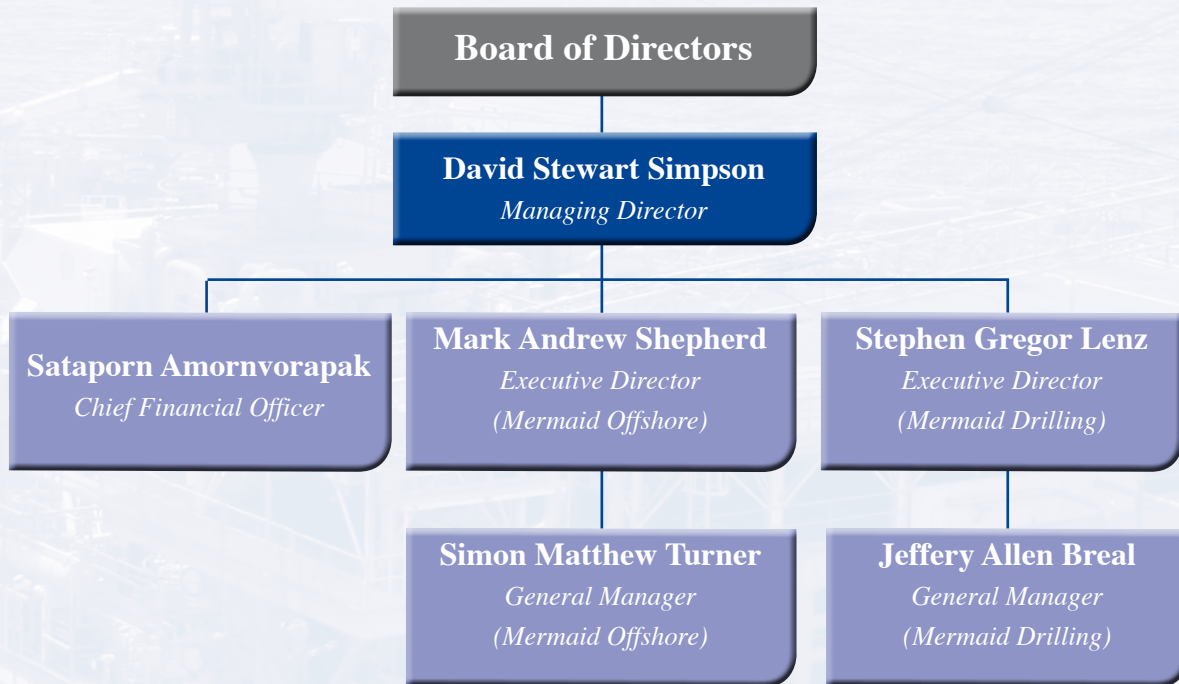 Board of Directors
David Stewart Simpson
Managing Director
Sataporn Amornvorapak
Chief Financial Officer
Mark Andrew Shepherd
Executive Director
(Mermaid Offshore)
Stephen Gregor Lenz
Executive Director
(Mermaid Drilling)
Simon Matthew Turner
General Manager
(Mermaid Offshore)
Jeffery Allen Breal
General Manager
(Mermaid Drilling)